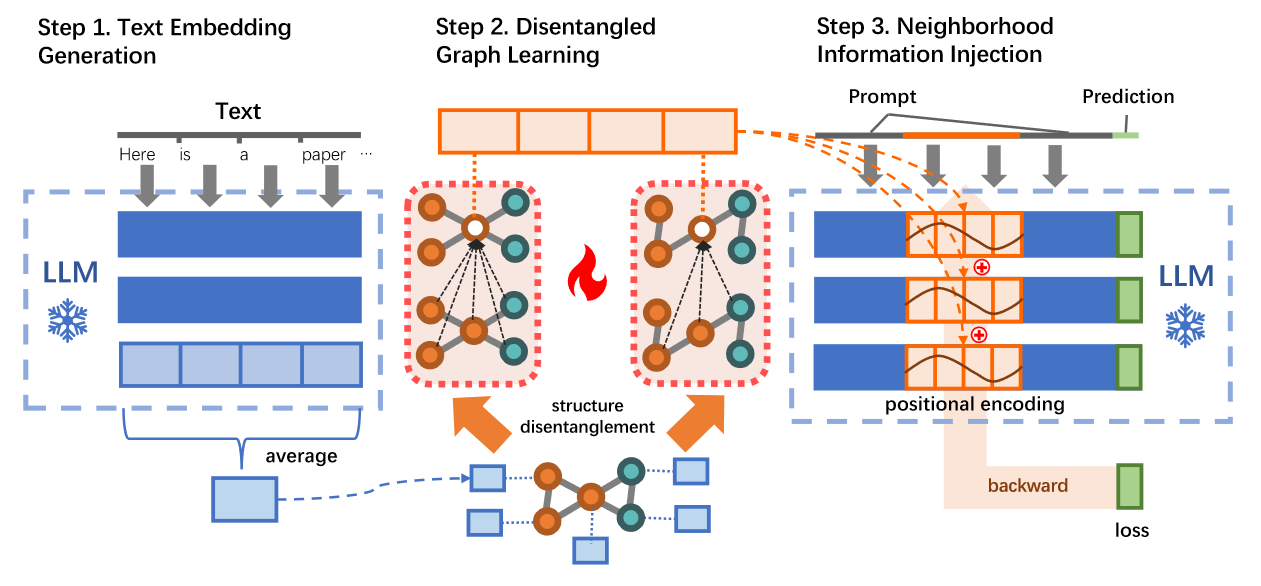 Step 1. Text Embedding
Generation
Text
Here is a paper ...
LLM
average
Step 2. Disentangled
Graph Learning
structure
disentanglement
Step 3. Neighborhood
Information Injection
Prompt
Prediction
LLM
positional encoding
backward
loss